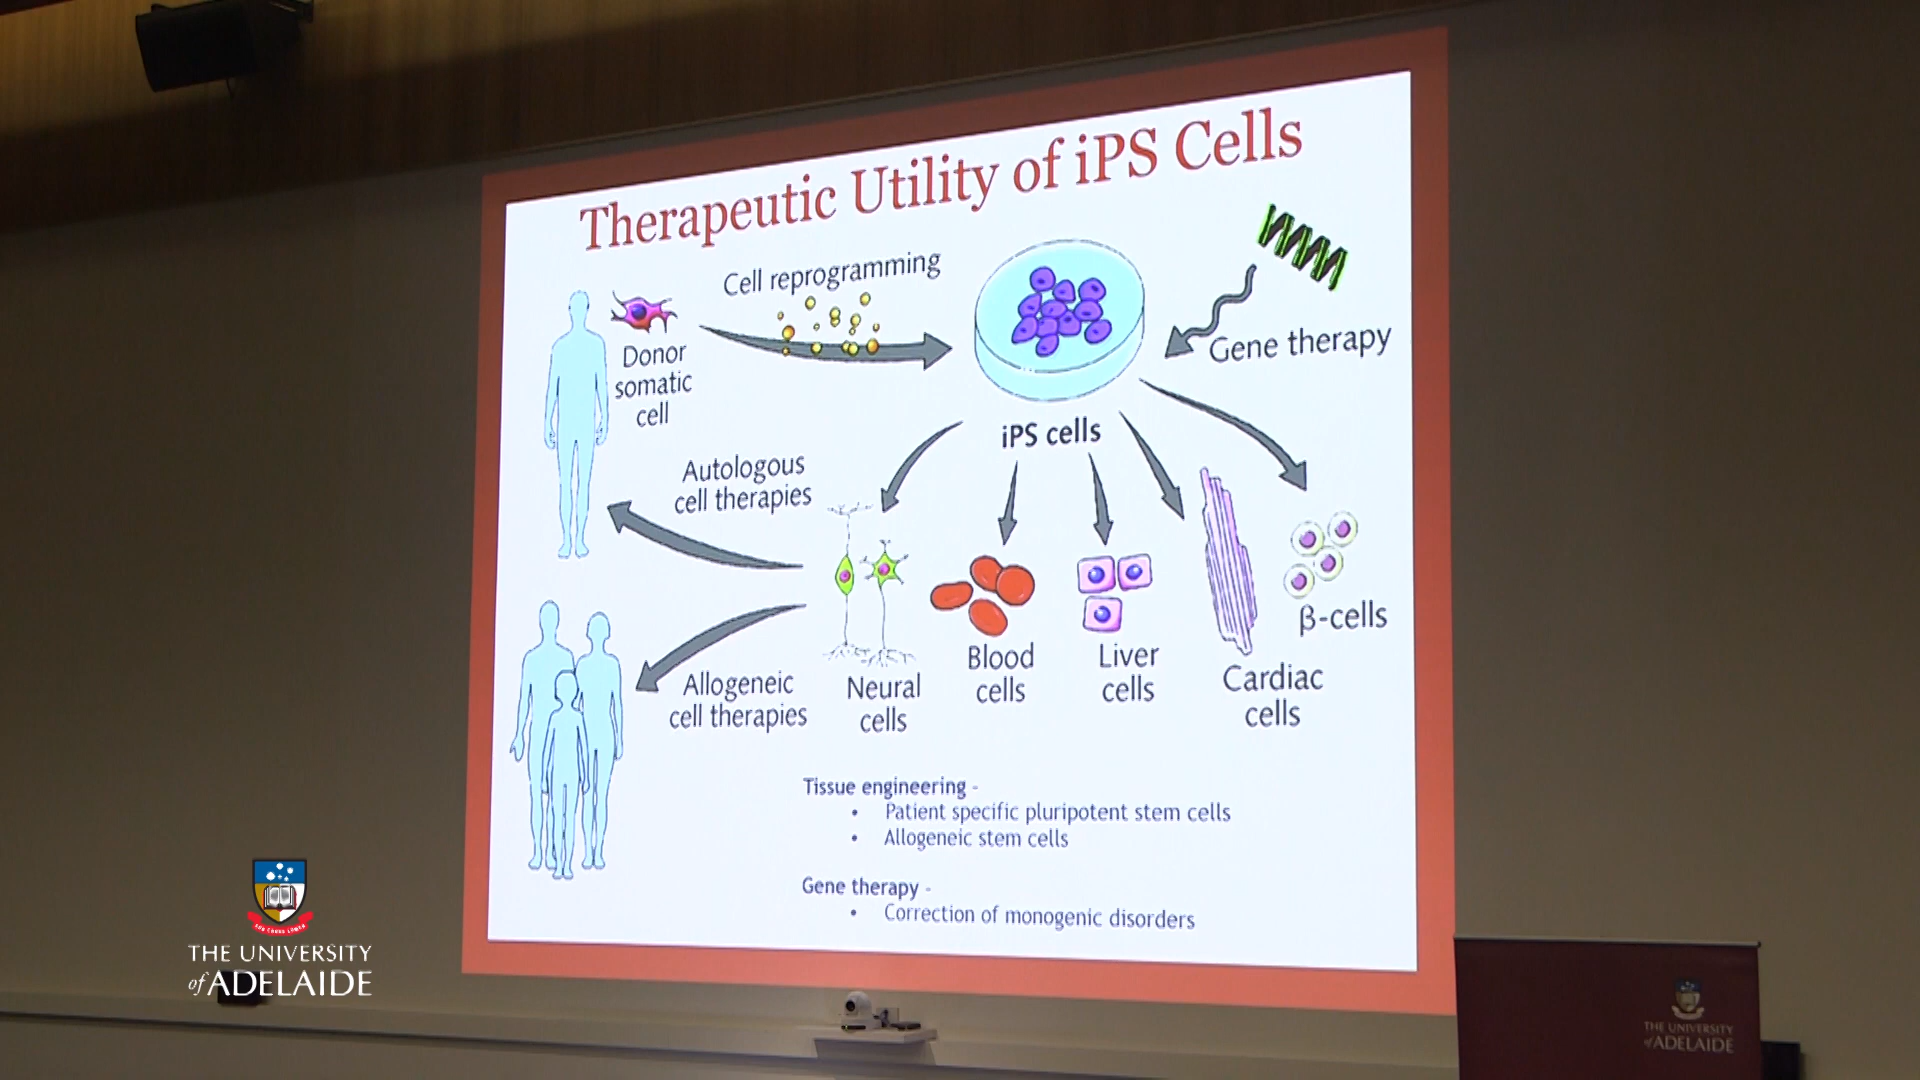 Therapeutic Utility of iPS Cells
Cell reprogramming
Donor
somatic
cell
Gene therapy
iPS cells
Autologous
cell therapies
Allogeneic
cell therapies
Neural
cells
Blood
cells
Liver
cells
Cardiac
cells
β-cells
Tissue engineering -
• Patient specific pluripotent stem cells
• Allogeneic stem cells
Gene therapy -
• Correction of monogenic disorders
THE UNIVERSITY
of ADELAIDE
THE UNIVERSITY
of ADELAIDE